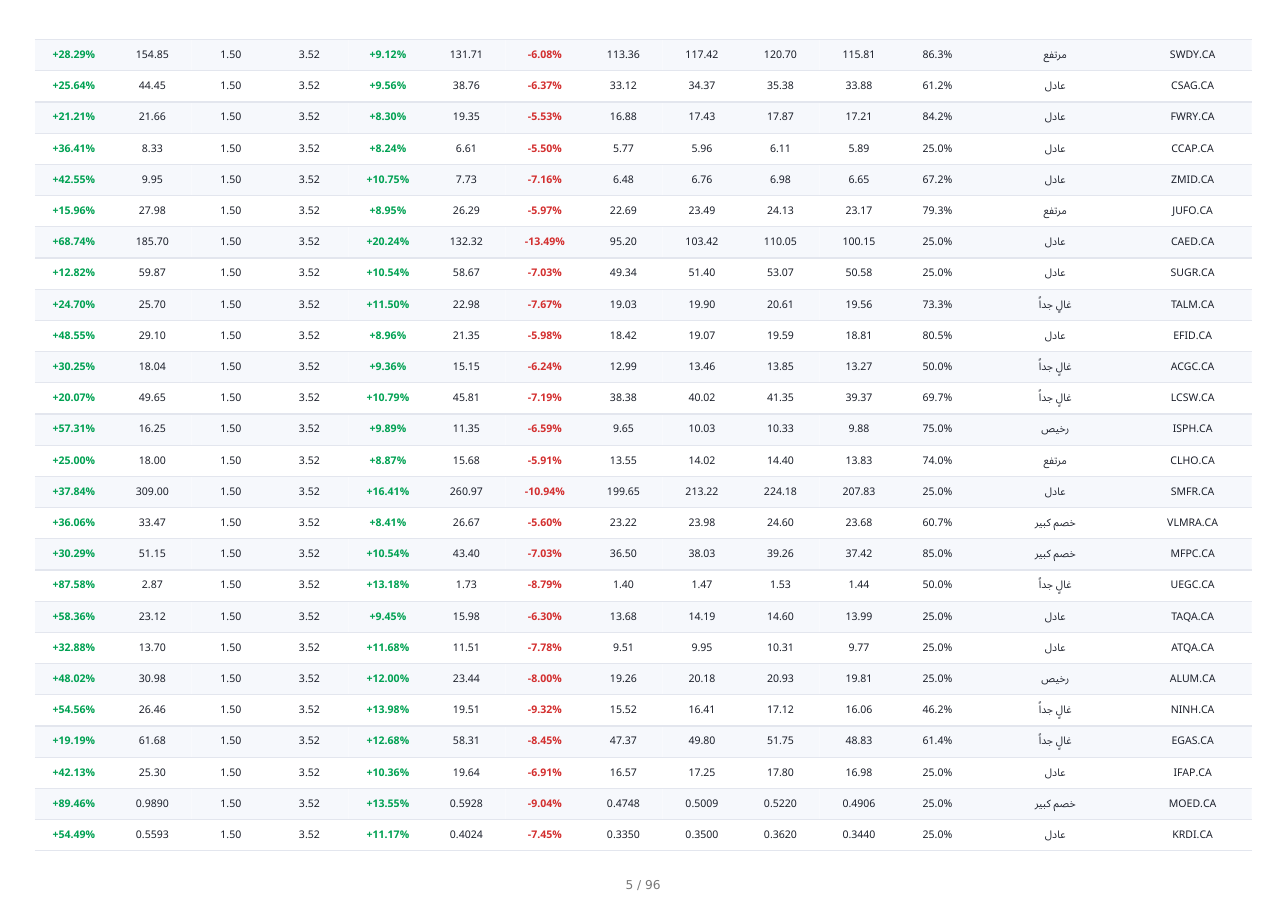 +28.29% 154.85 1.50 3.52 +9.12% 131.71 -6.08% 113.36 117.42 120.70 115.81 86.3% مرتفع SWDY.CA
+25.64% 44.45 1.50 3.52 +9.56% 38.76 -6.37% 33.12 34.37 35.38 33.88 61.2% عادل CSAG.CA
+21.21% 21.66 1.50 3.52 +8.30% 19.35 -5.53% 16.88 17.43 17.87 17.21 84.2% عادل FWRY.CA
+36.41% 8.33 1.50 3.52 +8.24% 6.61 -5.50% 5.77 5.96 6.11 5.89 25.0% عادل CCAP.CA
+42.55% 9.95 1.50 3.52 +10.75% 7.73 -7.16% 6.48 6.76 6.98 6.65 67.2% عادل ZMID.CA
+15.96% 27.98 1.50 3.52 +8.95% 26.29 -5.97% 22.69 23.49 24.13 23.17 79.3% مرتفع JUFO.CA
+68.74% 185.70 1.50 3.52 +20.24% 132.32 -13.49% 95.20 103.42 110.05 100.15 25.0% عادل CAED.CA
+12.82% 59.87 1.50 3.52 +10.54% 58.67 -7.03% 49.34 51.40 53.07 50.58 25.0% عادل SUGR.CA
+24.70% 25.70 1.50 3.52 +11.50% 22.98 -7.67% 19.03 19.90 20.61 19.56 73.3% غالٍ جداً TALM.CA
+48.55% 29.10 1.50 3.52 +8.96% 21.35 -5.98% 18.42 19.07 19.59 18.81 80.5% عادل EFID.CA
+30.25% 18.04 1.50 3.52 +9.36% 15.15 -6.24% 12.99 13.46 13.85 13.27 50.0% غالٍ جداً ACGC.CA
+20.07% 49.65 1.50 3.52 +10.79% 45.81 -7.19% 38.38 40.02 41.35 39.37 69.7% غالٍ جداً LCSW.CA
+57.31% 16.25 1.50 3.52 +9.89% 11.35 -6.59% 9.65 10.03 10.33 9.88 75.0% رخيص ISPH.CA
+25.00% 18.00 1.50 3.52 +8.87% 15.68 -5.91% 13.55 14.02 14.40 13.83 74.0% مرتفع CLHO.CA
+37.84% 309.00 1.50 3.52 +16.41% 260.97 -10.94% 199.65 213.22 224.18 207.83 25.0% عادل SMFR.CA
+36.06% 33.47 1.50 3.52 +8.41% 26.67 -5.60% 23.22 23.98 24.60 23.68 60.7% خصم كبير VLMRA.CA
+30.29% 51.15 1.50 3.52 +10.54% 43.40 -7.03% 36.50 38.03 39.26 37.42 85.0% خصم كبير MFPC.CA
+87.58% 2.87 1.50 3.52 +13.18% 1.73 -8.79% 1.40 1.47 1.53 1.44 50.0% غالٍ جداً UEGC.CA
+58.36% 23.12 1.50 3.52 +9.45% 15.98 -6.30% 13.68 14.19 14.60 13.99 25.0% عادل TAQA.CA
+32.88% 13.70 1.50 3.52 +11.68% 11.51 -7.78% 9.51 9.95 10.31 9.77 25.0% عادل ATQA.CA
+48.02% 30.98 1.50 3.52 +12.00% 23.44 -8.00% 19.26 20.18 20.93 19.81 25.0% رخيص ALUM.CA
+54.56% 26.46 1.50 3.52 +13.98% 19.51 -9.32% 15.52 16.41 17.12 16.06 46.2% غالٍ جداً NINH.CA
+19.19% 61.68 1.50 3.52 +12.68% 58.31 -8.45% 47.37 49.80 51.75 48.83 61.4% غالٍ جداً EGAS.CA
+42.13% 25.30 1.50 3.52 +10.36% 19.64 -6.91% 16.57 17.25 17.80 16.98 25.0% عادل IFAP.CA
+89.46% 0.9890 1.50 3.52 +13.55% 0.5928 -9.04% 0.4748 0.5009 0.5220 0.4906 25.0% خصم كبير MOED.CA
+54.49% 0.5593 1.50 3.52 +11.17% 0.4024 -7.45% 0.3350 0.3500 0.3620 0.3440 25.0% عادل KRDI.CA
5 / 96